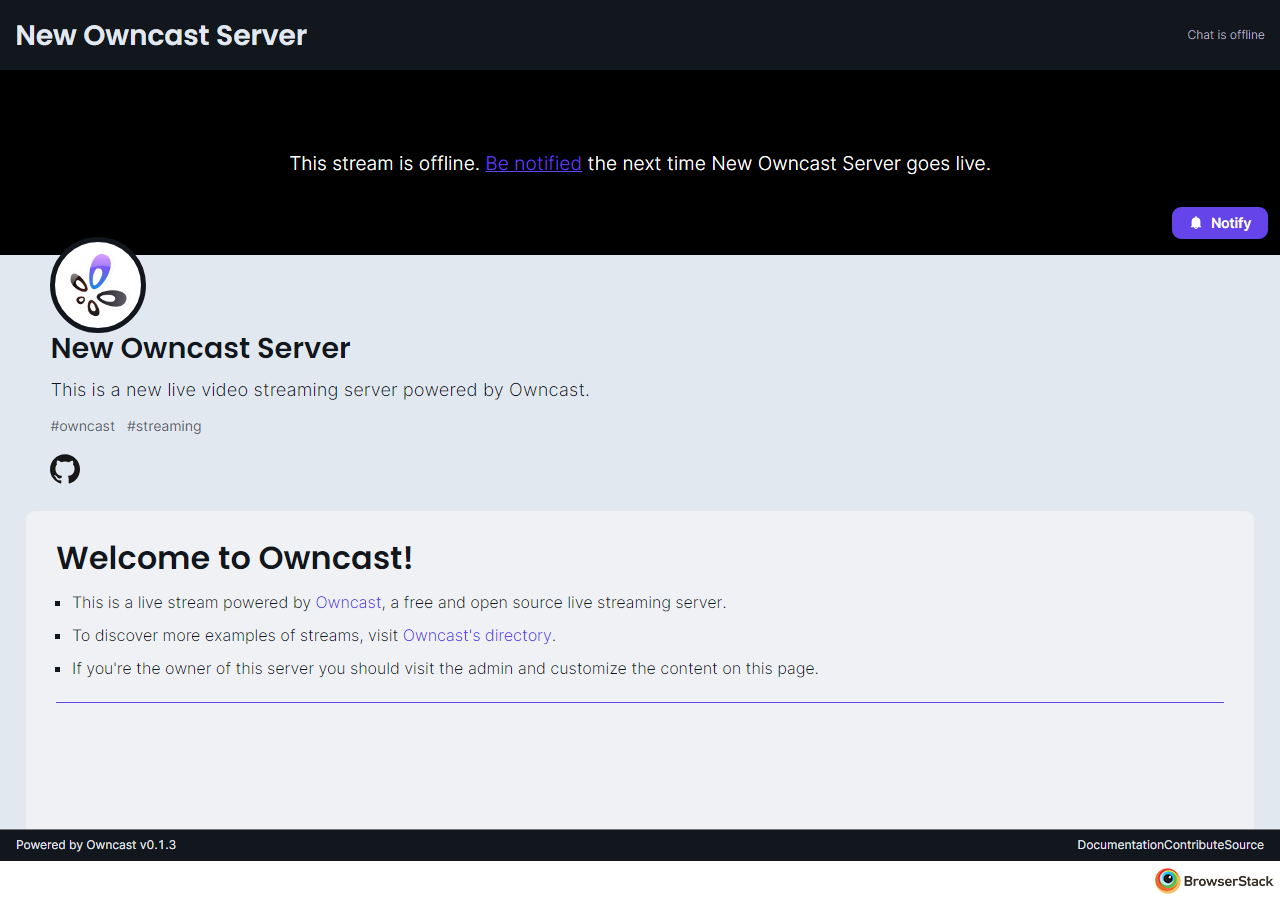 New Owncast Server
Chat is offline
This stream is offline. Be notified the next time New Owncast Server goes live.
Notify
New Owncast Server
This is a new live video streaming server powered by Owncast.
#owncast #streaming
Welcome to Owncast!
This is a live stream powered by Owncast, a free and open source live streaming server.
To discover more examples of streams, visit Owncast's directory.
If you're the owner of this server you should visit the admin and customize the content on this page.
Powered by Owncast v0.1.3
DocumentationContributeSource
BrowserStack